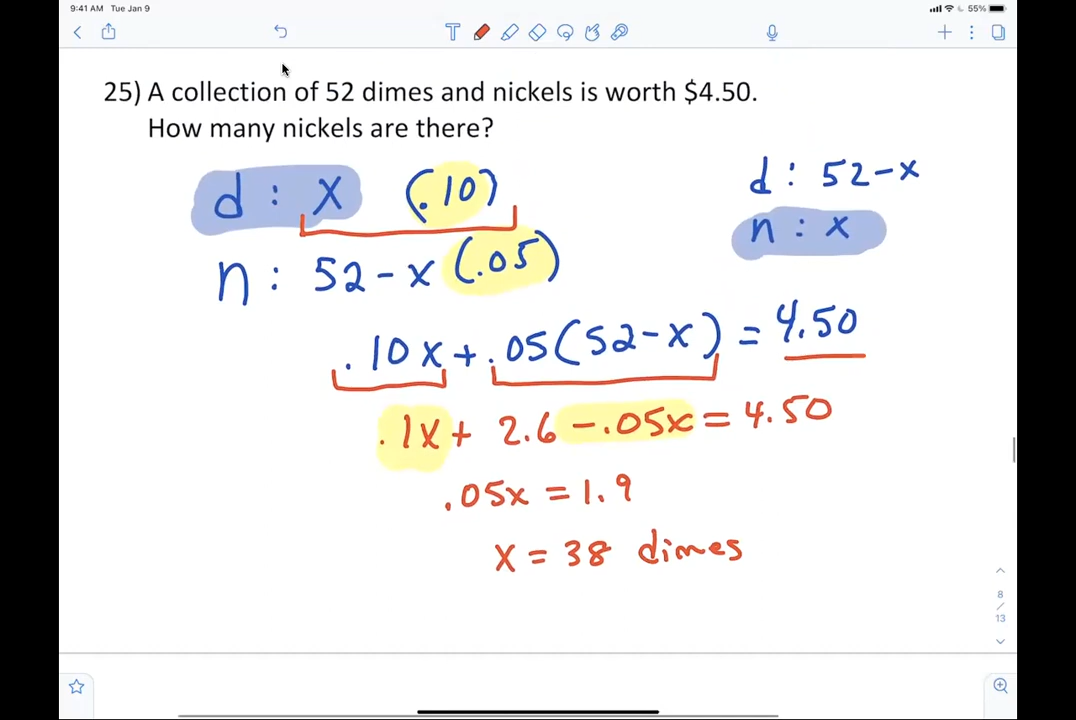 9:41 AM Tue Jan 9
55%
T
25) A collection of 52 dimes and nickels is worth $4.50.
How many nickels are there?
d : x (.10)
d : 52-x
n : x
n : 52-x (.05)
.10x + .05(52-x) = 4.50
.1x + 2.6 -.05x = 4.50
.05x = 1.9
x = 38 dimes
8
/
13